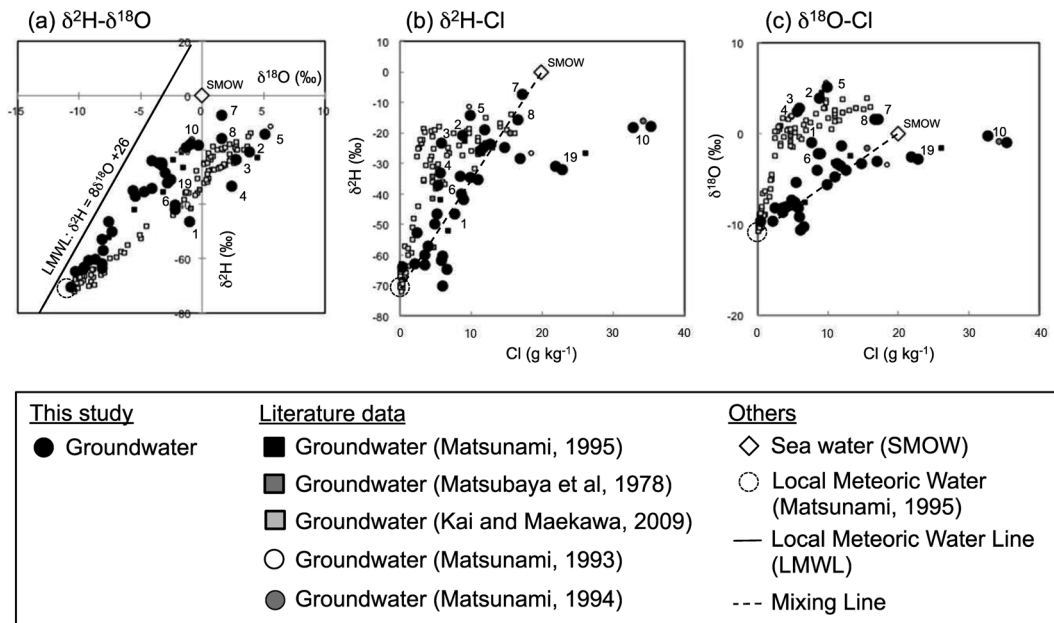 (a) δ²H-δ¹⁸O
(b) δ²H-Cl
(c) δ¹⁸O-Cl
20
δ¹⁸O (‰)
SMOW
-15
-10
-5
0
5
10
7
10
8
5
2
19
6
4
1
-60
-80
δ²H (‰)
LMWL: δ²H = 8δ¹⁸O +26
10
0
-10
-20
-30
-40
-50
-60
-70
-80
δ²H (‰)
SMOW
7
5
2
8
3
4
6
1
19
10
0
10
20
30
40
Cl (g kg⁻¹)
10
0
-10
-20
δ¹⁸O (‰)
5
2
3
4
7
8
SMOW
1
6
10
19
0
10
20
30
40
Cl (g kg⁻¹)
This study
Groundwater
Literature data
Groundwater (Matsunami, 1995)
Groundwater (Matsubaya et al, 1978)
Groundwater (Kai and Maekawa, 2009)
Groundwater (Matsunami, 1993)
Groundwater (Matsunami, 1994)
Others
Sea water (SMOW)
Local Meteoric Water
(Matsunami, 1995)
Local Meteoric Water Line
(LMWL)
Mixing Line